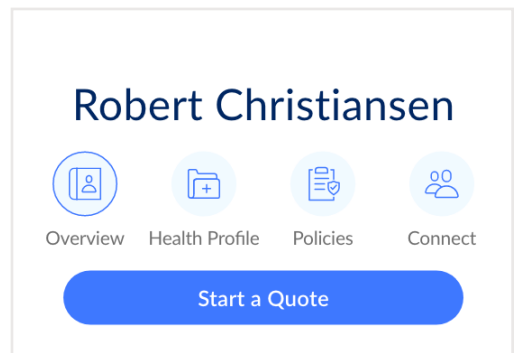 Robert Christiansen
Overview Health Profile Policies Connect
Start a Quote